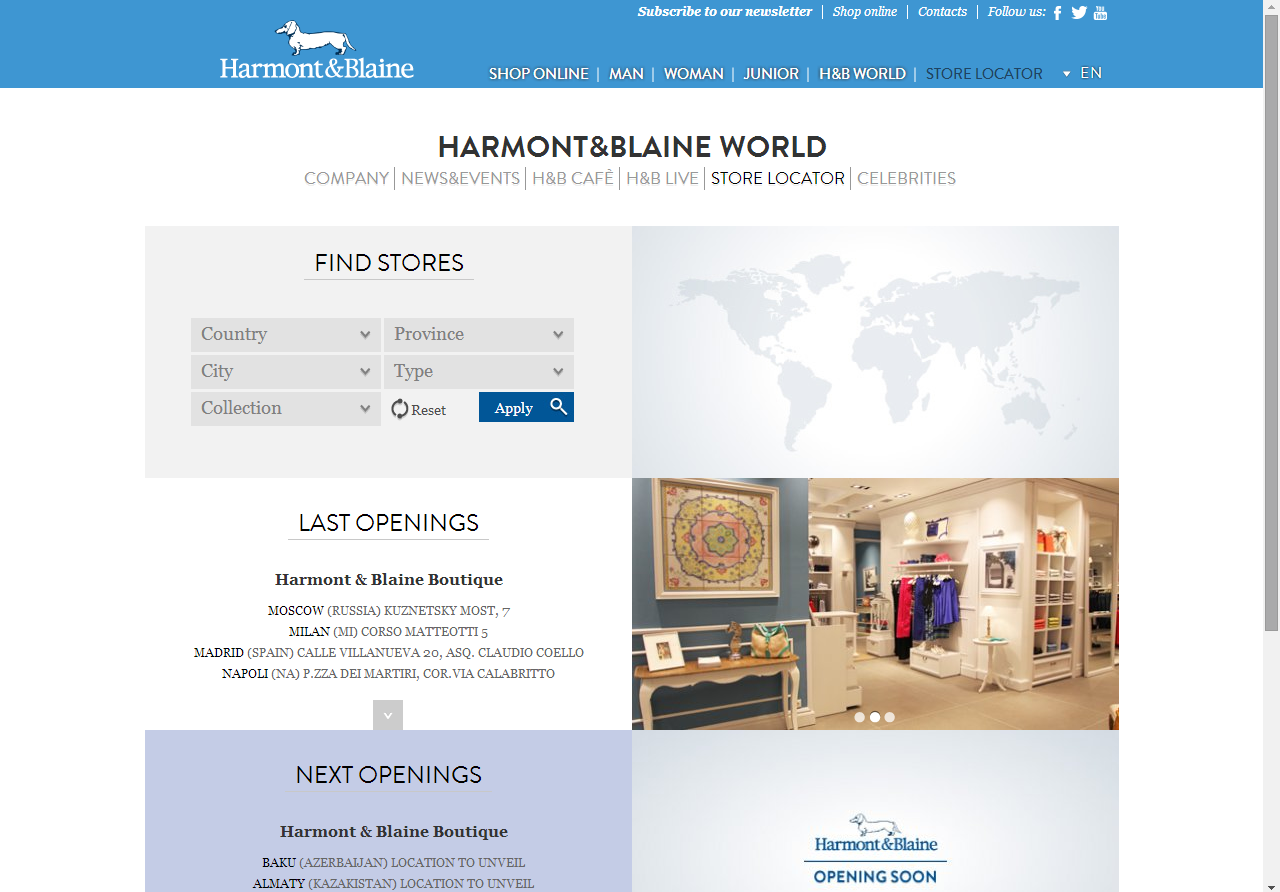 Subscribe to our newsletter | Shop online | Contacts | Follow us:
You Tube
Harmont&Blaine
SHOP ONLINE | MAN | WOMAN | JUNIOR | H&B WORLD | STORE LOCATOR EN
HARMONT&BLAINE WORLD
COMPANY | NEWS&EVENTS | H&B CAFÈ | H&B LIVE | STORE LOCATOR | CELEBRITIES
FIND STORES
Country Province
City Type
Collection Reset Apply
LAST OPENINGS
Harmont & Blaine Boutique
MOSCOW (RUSSIA) KUZNETSKY MOST, 7
MILAN (MI) CORSO MATTEOTTI 5
MADRID (SPAIN) CALLE VILLANUEVA 20, ASQ. CLAUDIO COELLO
NAPOLI (NA) P.ZZA DEI MARTIRI, COR.VIA CALABRITTO
NEXT OPENINGS
Harmont & Blaine Boutique
BAKU (AZERBAIJAN) LOCATION TO UNVEIL
ALMATY (KAZAKISTAN) LOCATION TO UNVEIL
Harmont&Blaine
OPENING SOON